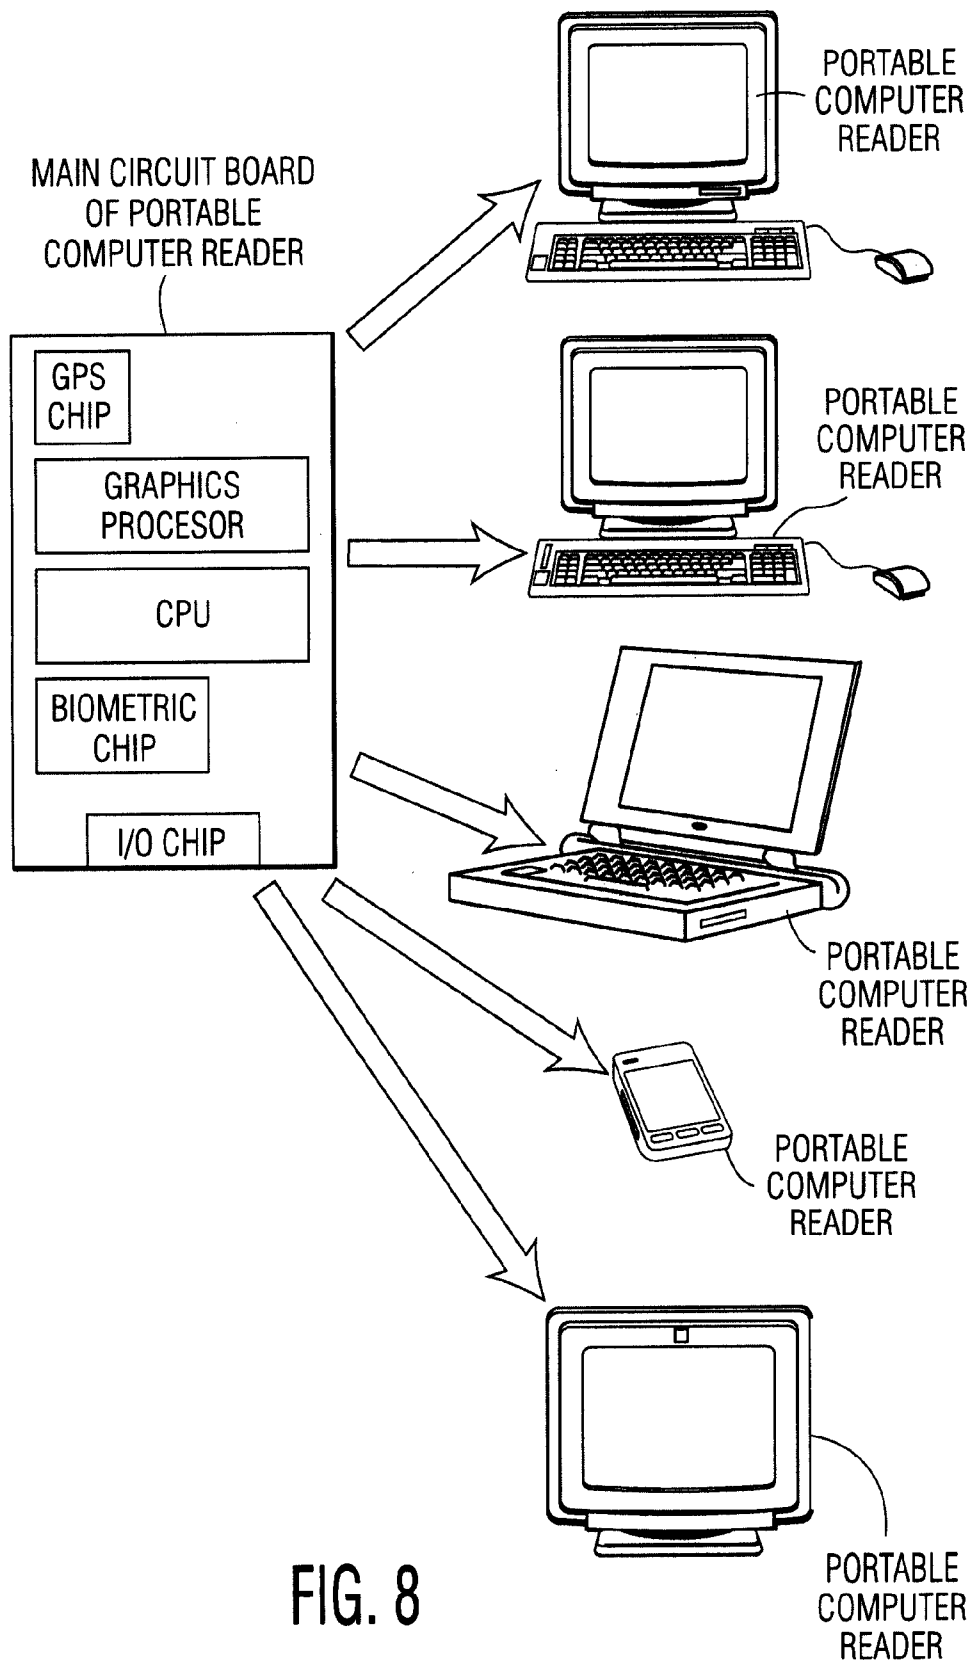 PORTABLE
COMPUTER
READER
MAIN CIRCUIT BOARD
OF PORTABLE
COMPUTER READER
GPS
CHIP
GRAPHICS
PROCESOR
CPU
BIOMETRIC
CHIP
I/O CHIP
PORTABLE
COMPUTER
READER
PORTABLE
COMPUTER
READER
PORTABLE
COMPUTER
READER
PORTABLE
COMPUTER
READER
FIG. 8